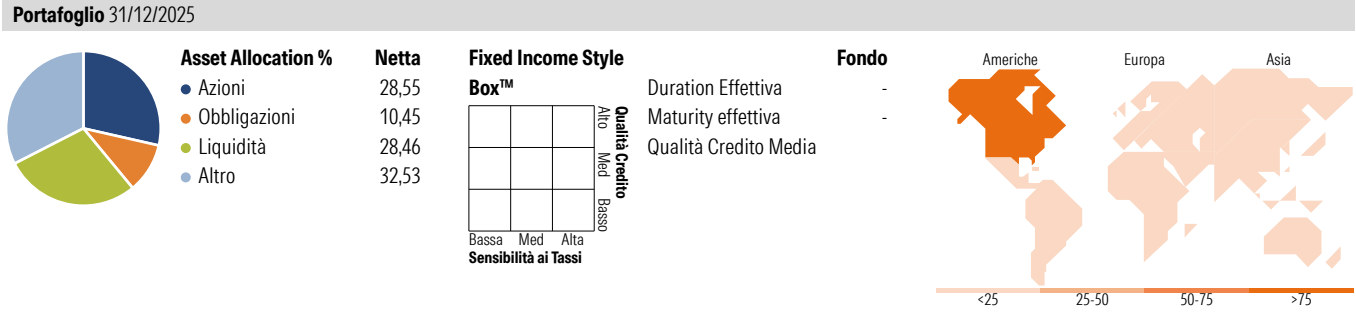 Portafoglio 31/12/2025
Asset Allocation % Netta
Azioni 28,55
Obbligazioni 10,45
Liquidità 28,46
Altro 32,53
Fixed Income Style
Box™
Alto
Med
Basso
Qualità Credito
Bassa Med Alta
Sensibilità ai Tassi
Fondo
Duration Effettiva -
Maturity effettiva -
Qualità Credito Media
Americhe Europa Asia
<25 25-50 50-75 >75